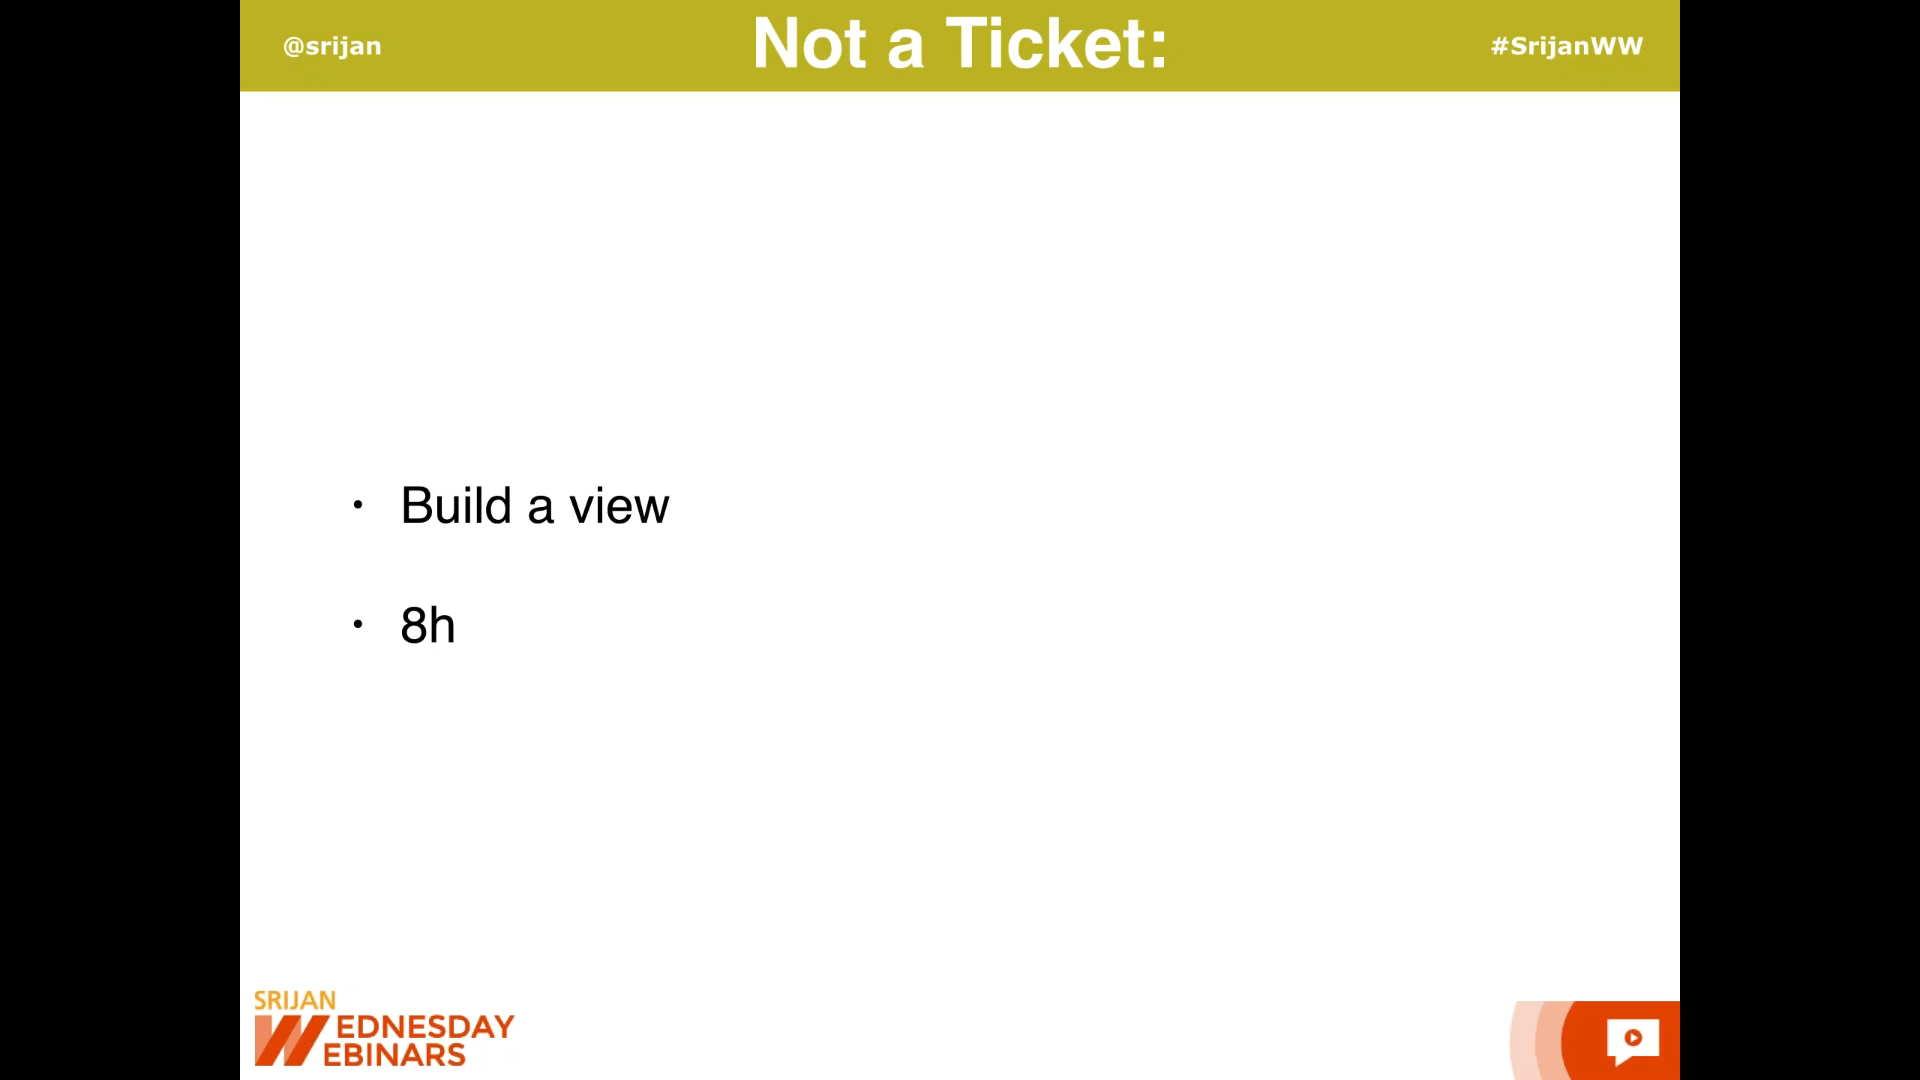 @srijan
Not a Ticket:
#SrijanWW
• Build a view
• 8h
SRIJAN
WEDNESDAY
WEBINARS